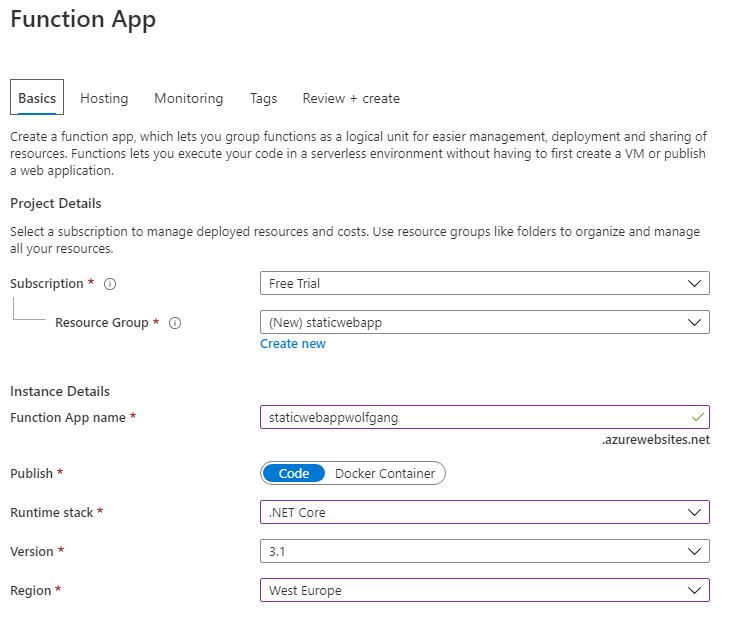 Function App
Basics Hosting Monitoring Tags Review + create
Create a function app, which lets you group functions as a logical unit for easier management, deployment and sharing of
resources. Functions lets you execute your code in a serverless environment without having to first create a VM or publish
a web application.
Project Details
Select a subscription to manage deployed resources and costs. Use resource groups like folders to organize and manage
all your resources.
Subscription * Free Trial
Resource Group * (New) staticwebapp
Create new
Instance Details
Function App name * staticwebappwolfgang
.azurewebsites.net
Publish * Code Docker Container
Runtime stack * .NET Core
Version * 3.1
Region * West Europe